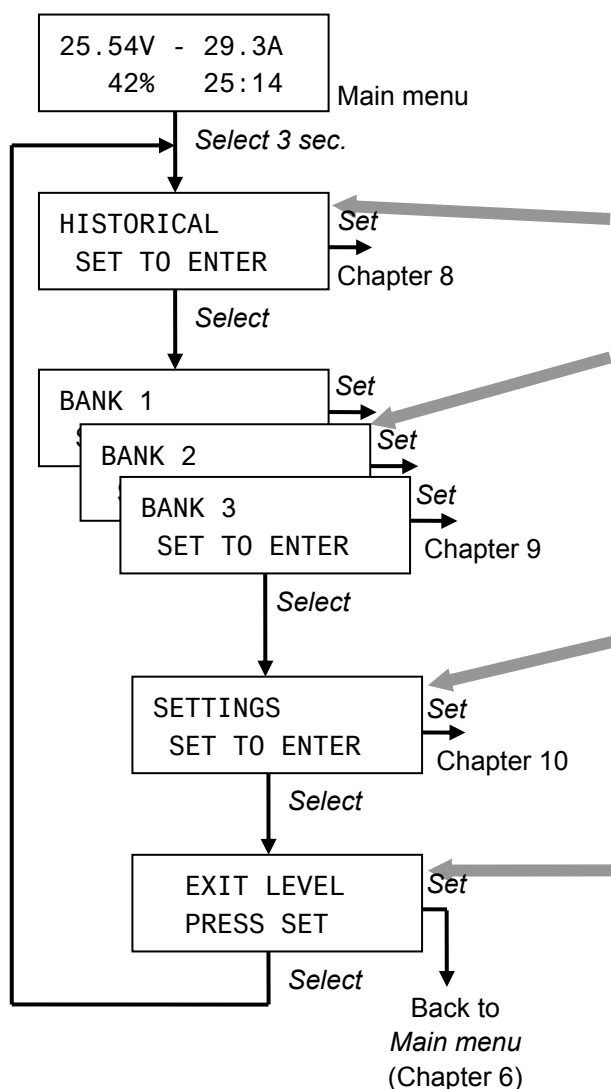 25.54V - 29.3A
42% 25:14
Main menu
Select 3 sec.
HISTORICAL
SET TO ENTER
Set
Chapter 8
Select
BANK 1
Set
BANK 2
Set
BANK 3
SET TO ENTER
Set
Chapter 9
Select
SETTINGS
SET TO ENTER
Set
Chapter 10
Select
EXIT LEVEL
PRESS SET
Set
Select
Back to
Main menu
(Chapter 6)